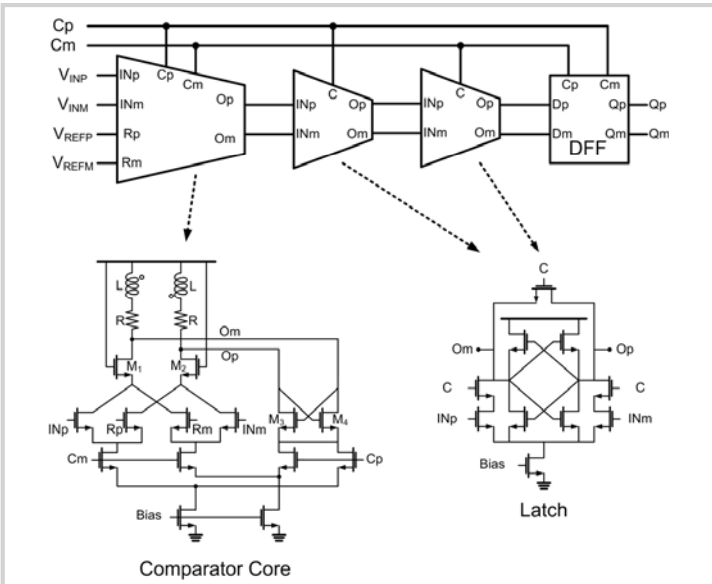 Cp
Cm
V_INP
V_INM
V_REFP
V_REFM
INp
INm
Rp
Rm
Cp
Cm
Op
Om
INp
INm
C
Op
Om
INp
INm
C
Op
Om
Cp
Cm
Dp
Dm
Qp
Qm
DFF
Qp
Qm
L
L
R
R
Om
Op
M1
M2
M3
M4
INp
Rp
Rm
INm
Cm
Cp
Bias
Comparator Core
C
Om
Op
C
C
INp
INm
Bias
Latch